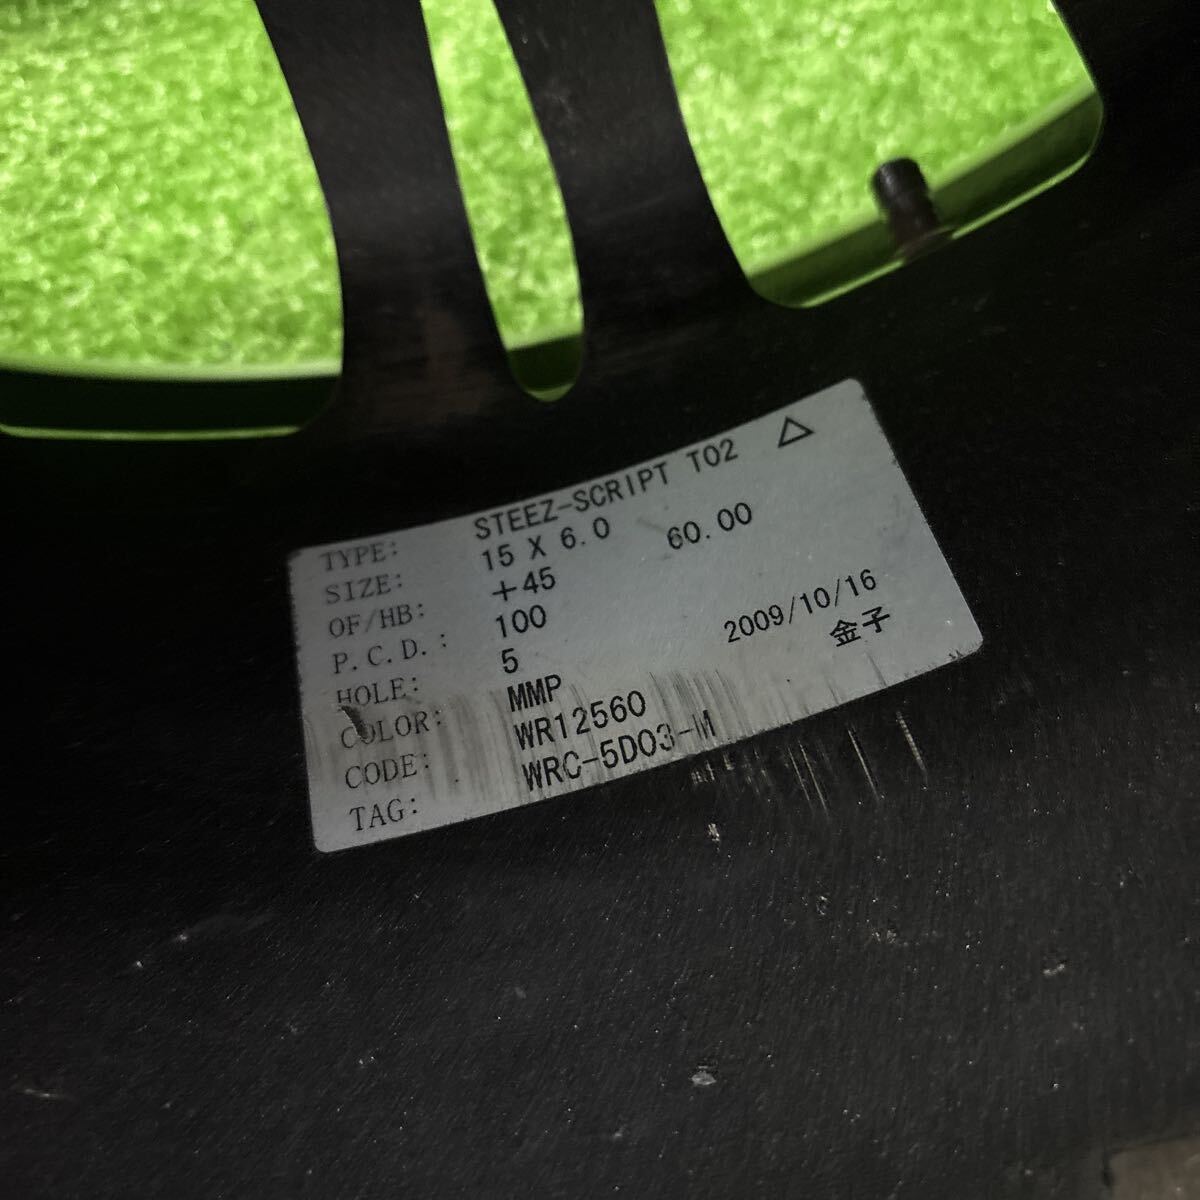 TYPE: STEEZ-SCRIPT T02 △
SIZE: 15 X 6.0
OF/HB: +45 60.00
P.C.D.: 100
HOLE: 5 2009/10/16
COLOR: MMP 金子
CODE: WR12560
TAG: WRC-5D03-M